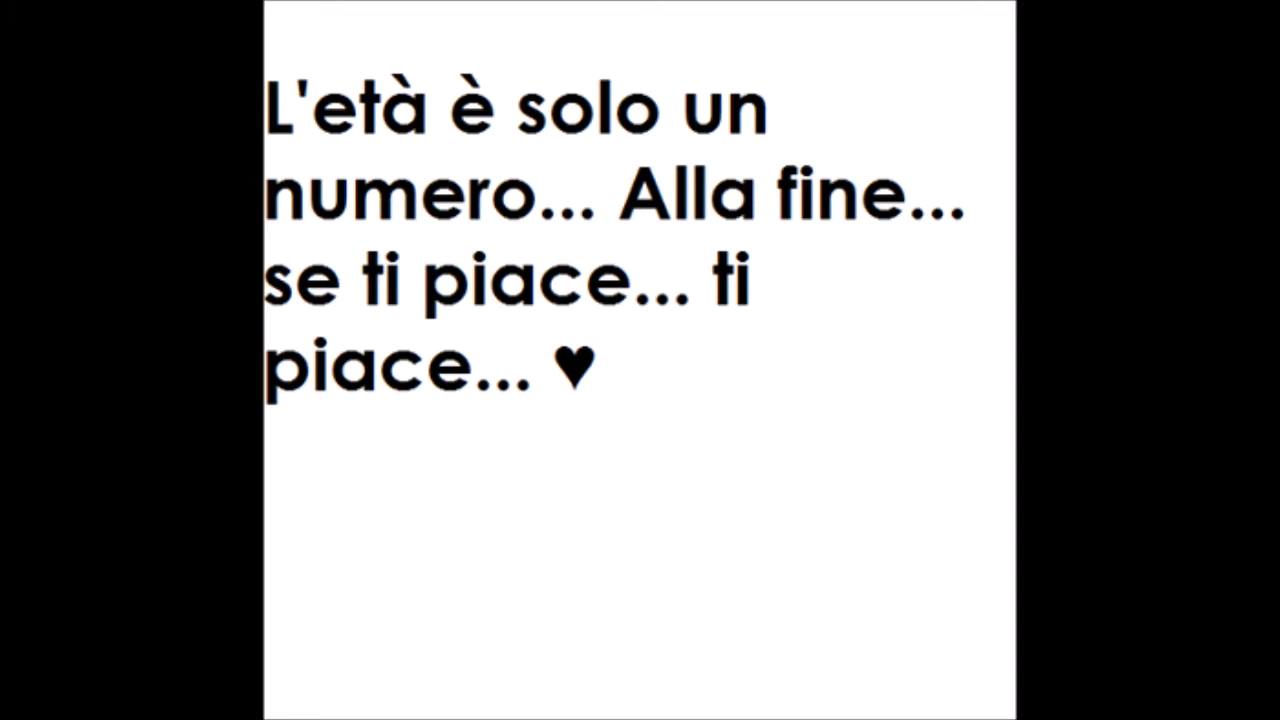 L'età è solo un
numero... Alla fine...
se ti piace... ti
piace... ♥